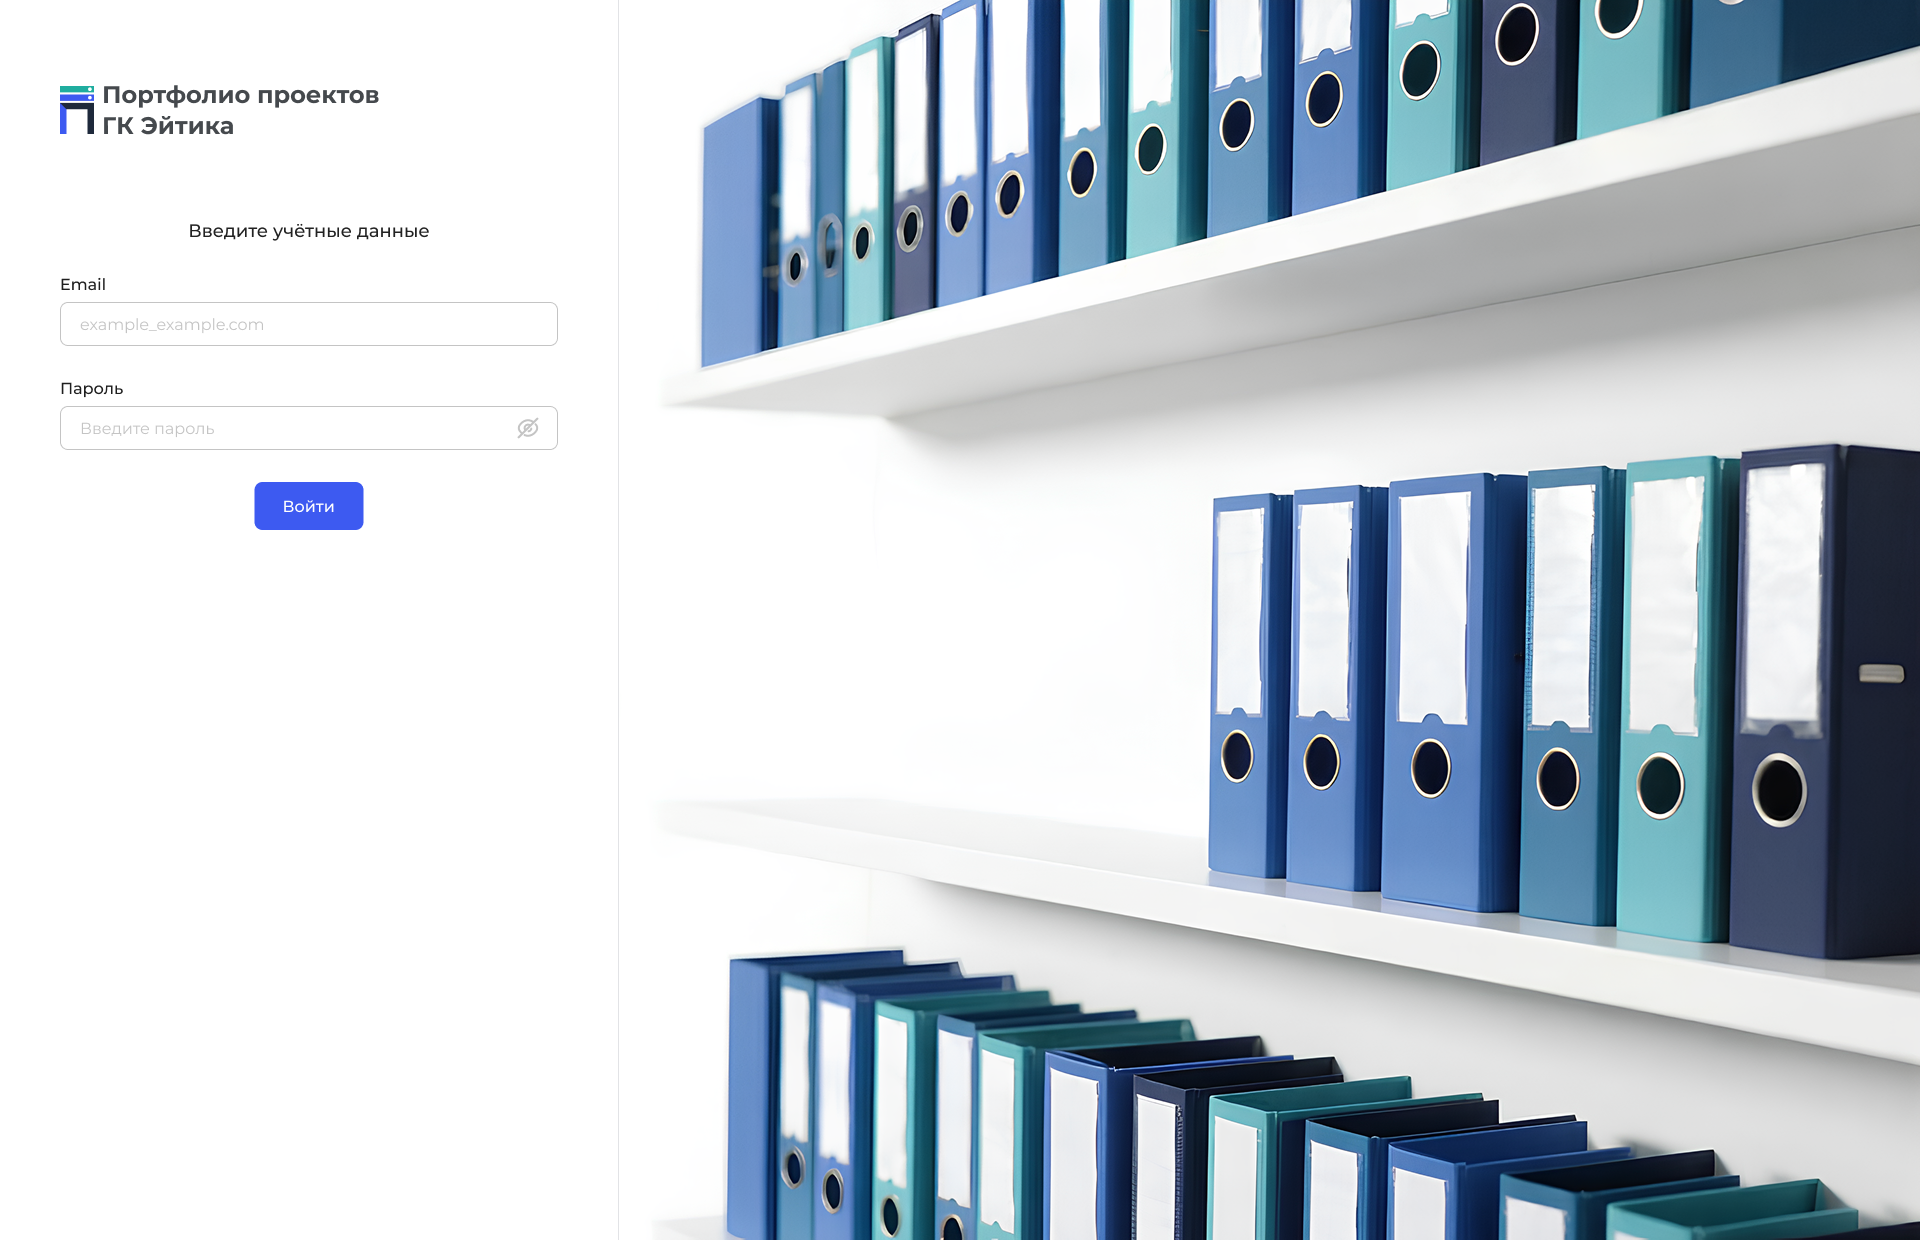 Портфолио проектов
ГК Эйтика
Введите учётные данные
Email
example_example.com
Пароль
Введите пароль
Войти